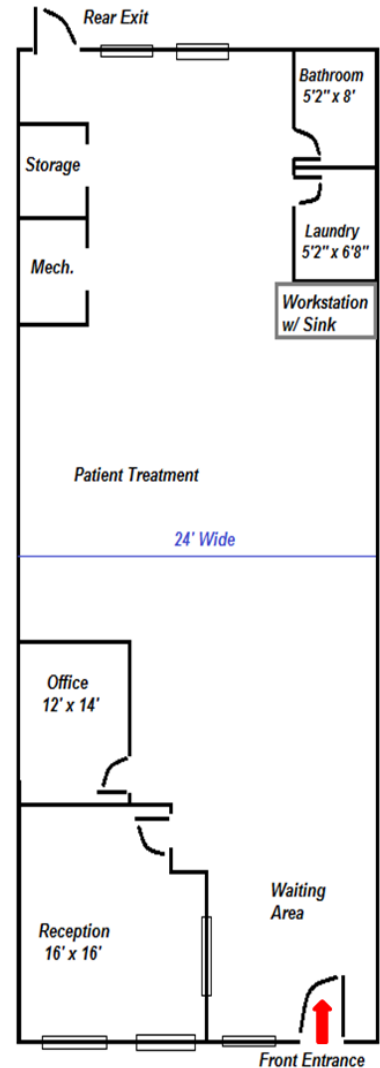 Rear Exit
Bathroom
5'2" x 8'
Storage
Laundry
5'2" x 6'8"
Mech.
Workstation
w/ Sink
Patient Treatment
24' Wide
Office
12' x 14'
Waiting
Area
Reception
16' x 16'
Front Entrance